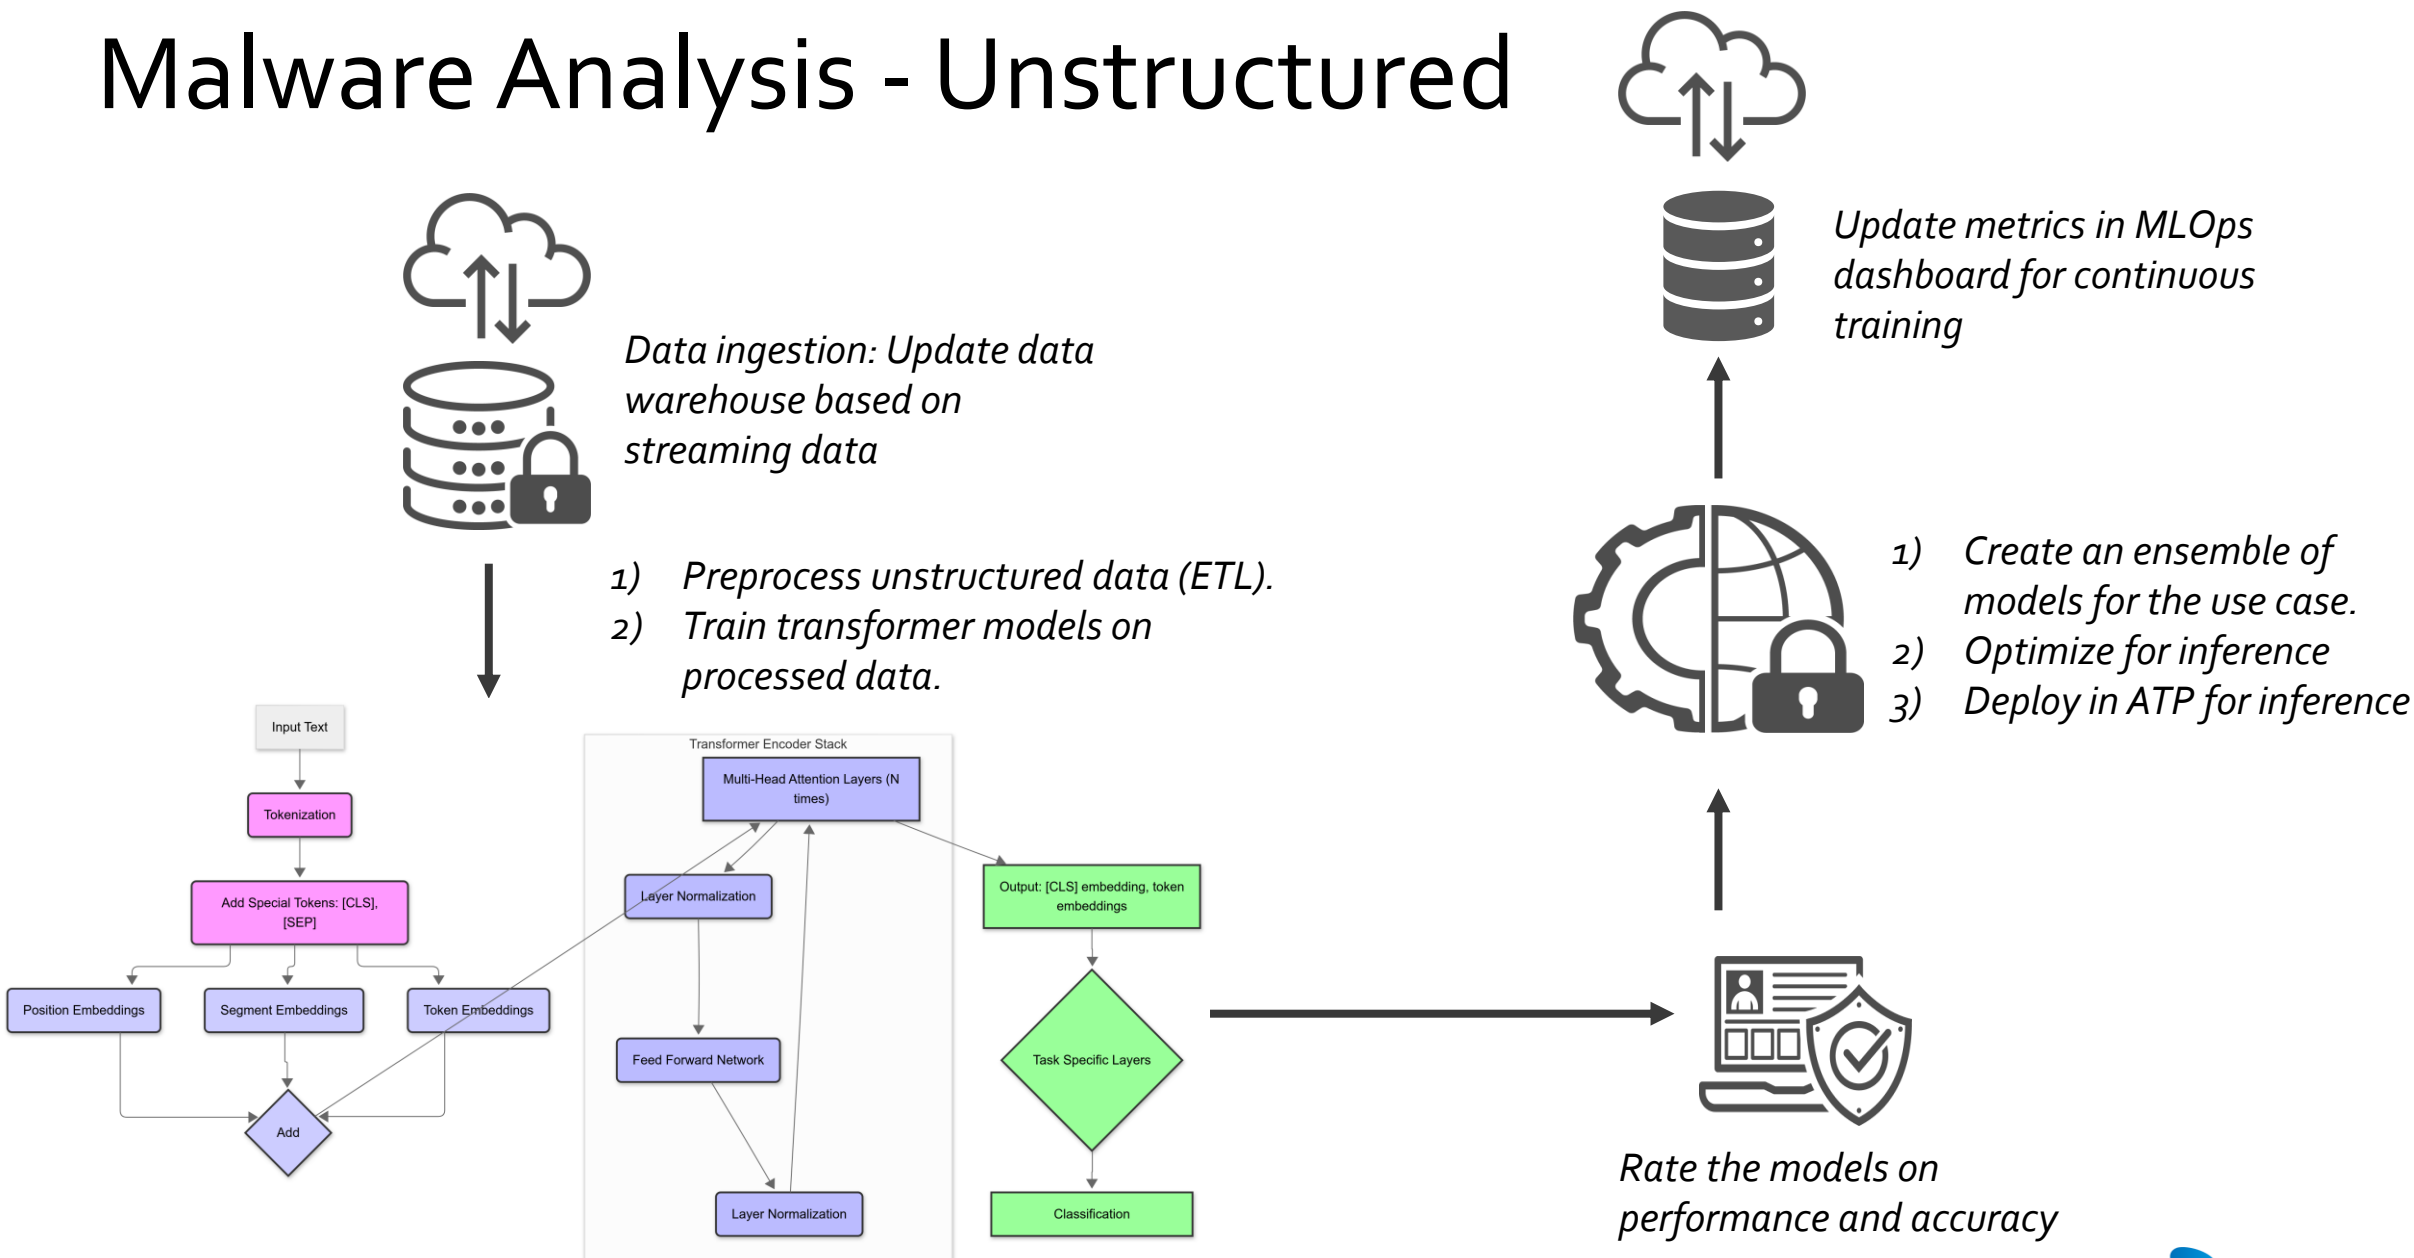 Malware Analysis - Unstructured
Data ingestion: Update data
warehouse based on
streaming data
1) Preprocess unstructured data (ETL).
2) Train transformer models on
processed data.
Input Text
Tokenization
Add Special Tokens: [CLS],
[SEP]
Position Embeddings
Segment Embeddings
Token Embeddings
Add
Transformer Encoder Stack
Multi-Head Attention Layers (N
times)
Layer Normalization
Feed Forward Network
Layer Normalization
Output: [CLS] embedding, token
embeddings
Task Specific Layers
Classification
Rate the models on
performance and accuracy
1) Create an ensemble of
models for the use case.
2) Optimize for inference
3) Deploy in ATP for inference
Update metrics in MLOps
dashboard for continuous
training